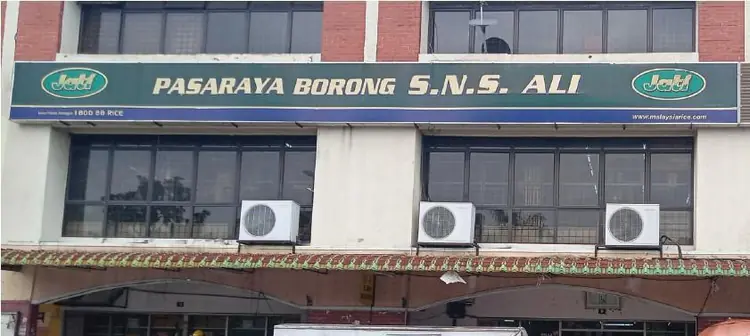 Jati
PASARAYA BORONG S.N.S. ALI
Jati
1 800 88 RICE
www.malaysiarice.com